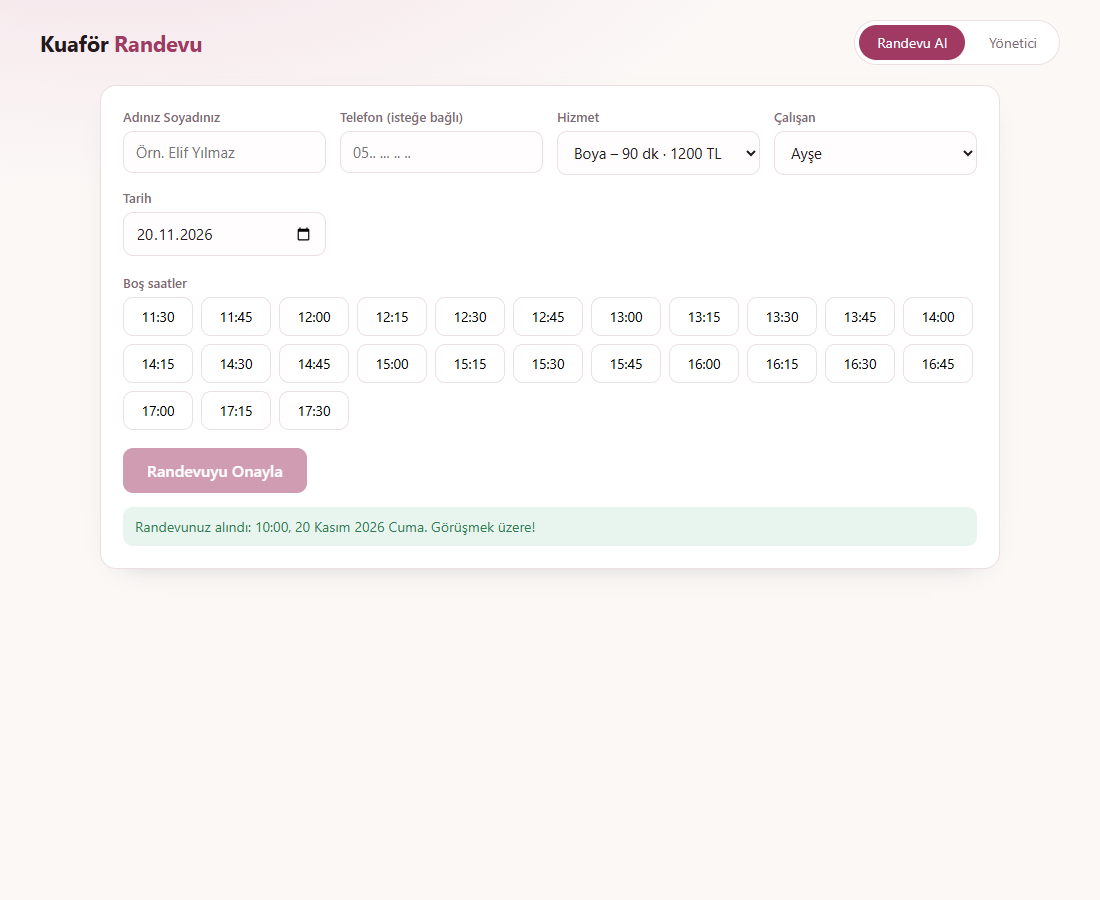 Kuaför Randevu
Randevu Al
Yönetici
Adınız Soyadınız
Telefon (isteğe bağlı)
Hizmet
Çalışan
Örn. Elif Yılmaz
05.. ... .. ..
Boya – 90 dk · 1200 TL
Ayşe
Tarih
20.11.2026
Boş saatler
11:30 11:45 12:00 12:15 12:30 12:45 13:00 13:15 13:30 13:45 14:00
14:15 14:30 14:45 15:00 15:15 15:30 15:45 16:00 16:15 16:30 16:45
17:00 17:15 17:30
Randevuyu Onayla
Randevunuz alındı: 10:00, 20 Kasım 2026 Cuma. Görüşmek üzere!